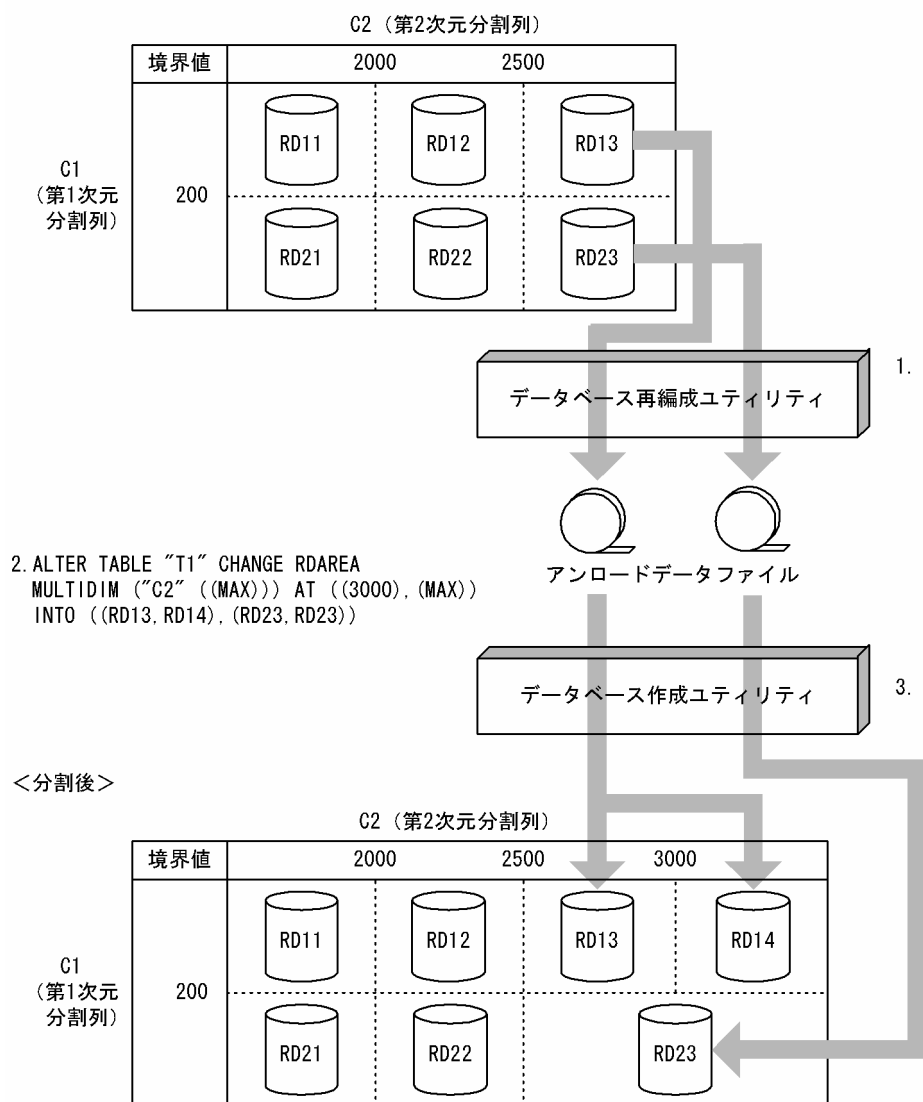 C2（第2次元分割列）
境界値 2000 2500
RD11 RD12 RD13
C1
（第1次元
分割列）
200
RD21 RD22 RD23
1.
データベース再編成ユティリティ
アンロードデータファイル
2. ALTER TABLE "T1" CHANGE RDAREA
MULTIDIM ("C2" ((MAX))) AT ((3000),(MAX))
INTO ((RD13,RD14),(RD23,RD23))
データベース作成ユティリティ
3.
＜分割後＞
C2（第2次元分割列）
境界値 2000 2500 3000
RD11 RD12 RD13 RD14
C1
（第1次元
分割列）
200
RD21 RD22 RD23